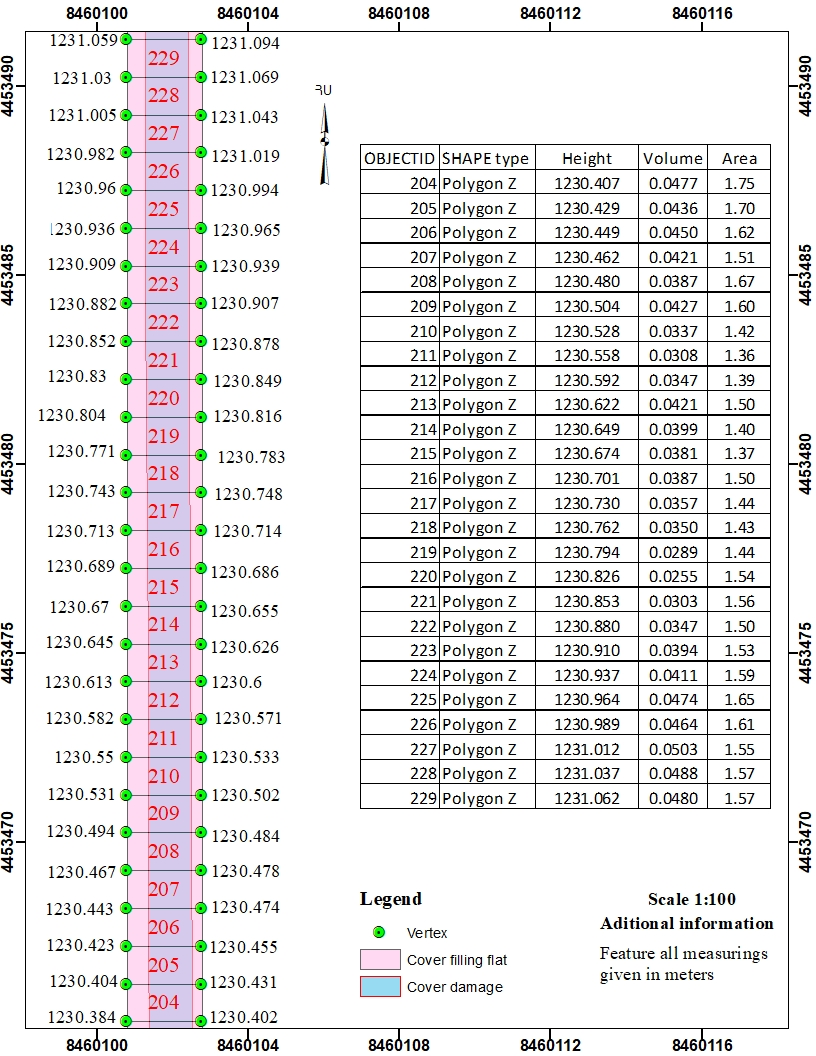 8460100 8460104 8460108 8460112 8460116
4453490
4453485
4453480
4453475
4453470
1231.059 1231.094
229
1231.03 1231.069
228
1231.005 1231.043
227
1230.982 1231.019
226
1230.96 1230.994
225
1230.936 1230.965
224
1230.909 1230.939
223
1230.882 1230.907
222
1230.852 1230.878
221
1230.83 1230.849
220
1230.804 1230.816
219
1230.771 1230.783
218
1230.743 1230.748
217
1230.713 1230.714
216
1230.689 1230.686
215
1230.67 1230.655
214
1230.645 1230.626
213
1230.613 1230.6
212
1230.582 1230.571
211
1230.55 1230.533
210
1230.531 1230.502
209
1230.494 1230.484
208
1230.467 1230.478
207
1230.443 1230.474
206
1230.423 1230.455
205
1230.404 1230.431
204
1230.384 1230.402
OBJECTID SHAPE type Height Volume Area
204 Polygon Z 1230.407 0.0477 1.75
205 Polygon Z 1230.429 0.0436 1.70
206 Polygon Z 1230.449 0.0450 1.62
207 Polygon Z 1230.462 0.0421 1.51
208 Polygon Z 1230.480 0.0387 1.67
209 Polygon Z 1230.504 0.0427 1.60
210 Polygon Z 1230.528 0.0337 1.42
211 Polygon Z 1230.558 0.0308 1.36
212 Polygon Z 1230.592 0.0347 1.39
213 Polygon Z 1230.622 0.0421 1.50
214 Polygon Z 1230.649 0.0399 1.40
215 Polygon Z 1230.674 0.0381 1.37
216 Polygon Z 1230.701 0.0387 1.50
217 Polygon Z 1230.730 0.0357 1.44
218 Polygon Z 1230.762 0.0350 1.43
219 Polygon Z 1230.794 0.0289 1.44
220 Polygon Z 1230.826 0.0255 1.54
221 Polygon Z 1230.853 0.0303 1.56
222 Polygon Z 1230.880 0.0347 1.50
223 Polygon Z 1230.910 0.0394 1.53
224 Polygon Z 1230.937 0.0411 1.59
225 Polygon Z 1230.964 0.0474 1.65
226 Polygon Z 1230.989 0.0464 1.61
227 Polygon Z 1231.012 0.0503 1.55
228 Polygon Z 1231.037 0.0488 1.57
229 Polygon Z 1231.062 0.0480 1.57
Legend
Vertex
Cover filling flat
Cover damage
Scale 1:100
Aditional information
Feature all measurings
given in meters
4453490
4453485
4453480
4453475
4453470
8460100 8460104 8460108 8460112 8460116